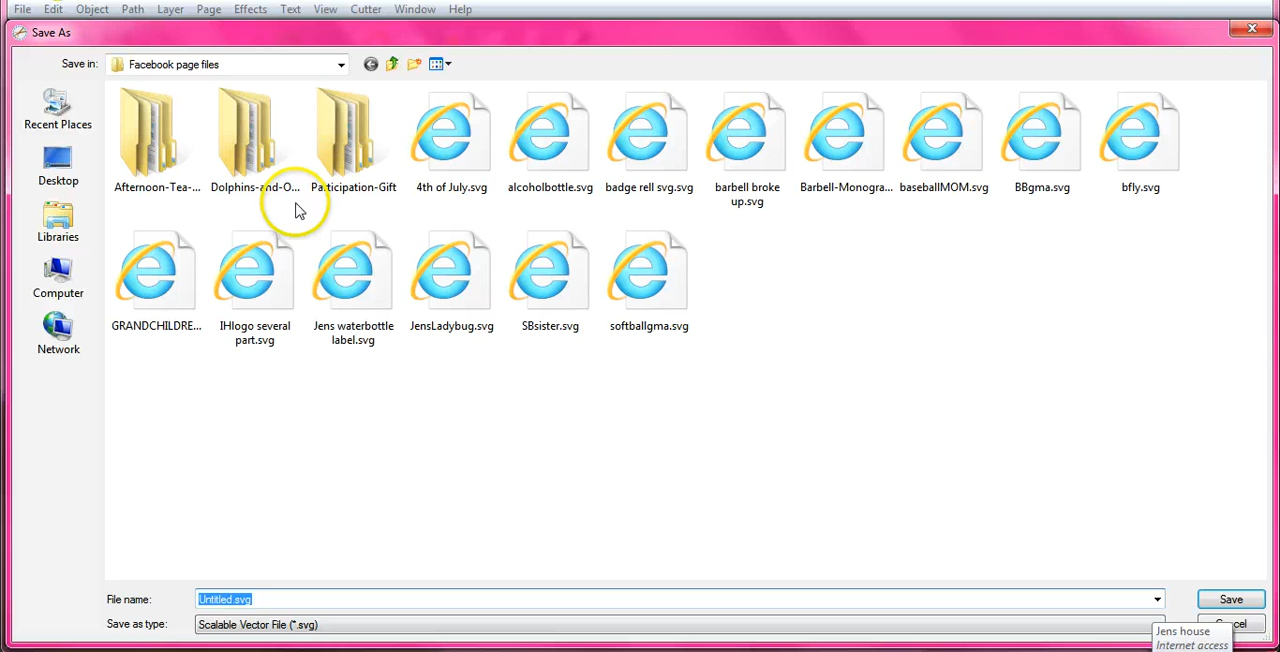 File Edit Object Path Layer Page Effects Text View Cutter Window Help
Save As
Save in: Facebook page files
Recent Places
Desktop
Libraries
Computer
Network
Afternoon-Tea-... Dolphins-and-O... Participation-Gift 4th of July.svg alcoholbottle.svg badge rell svg.svg barbell broke up.svg Barbell-Monogra... baseballMOM.svg BBgma.svg bfly.svg
GRANDCHILDRE... IHlogo several part.svg Jens waterbottle label.svg JensLadybug.svg SBsister.svg softballgma.svg
File name: Untitled.svg Save
Save as type: Scalable Vector File (*.svg)
Jens house
Internet access